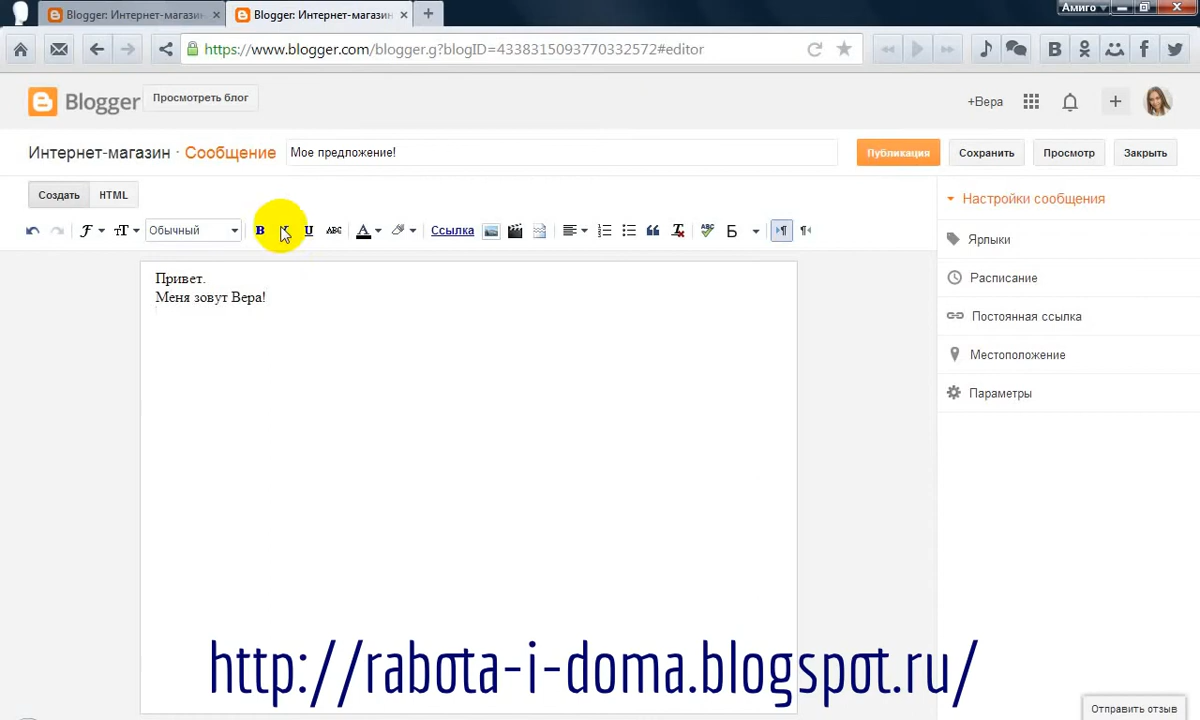 Blogger: Интернет-магазин
Blogger: Интернет-магазин
Амиго
https://www.blogger.com/blogger.g?blogID=4338315093770332572#editor
Blogger
Просмотреть блог
+Вера
Интернет-магазин · Сообщение
Мое предложение!
Публикация
Сохранить
Просмотр
Закрыть
Создать
HTML
Настройки сообщения
Обычный
B
U
ABC
A
Ссылка
Б
Ярлыки
Привет.
Меня зовут Вера!
Расписание
Постоянная ссылка
Местоположение
Параметры
http://rabota-i-doma.blogspot.ru/
Отправить отзыв